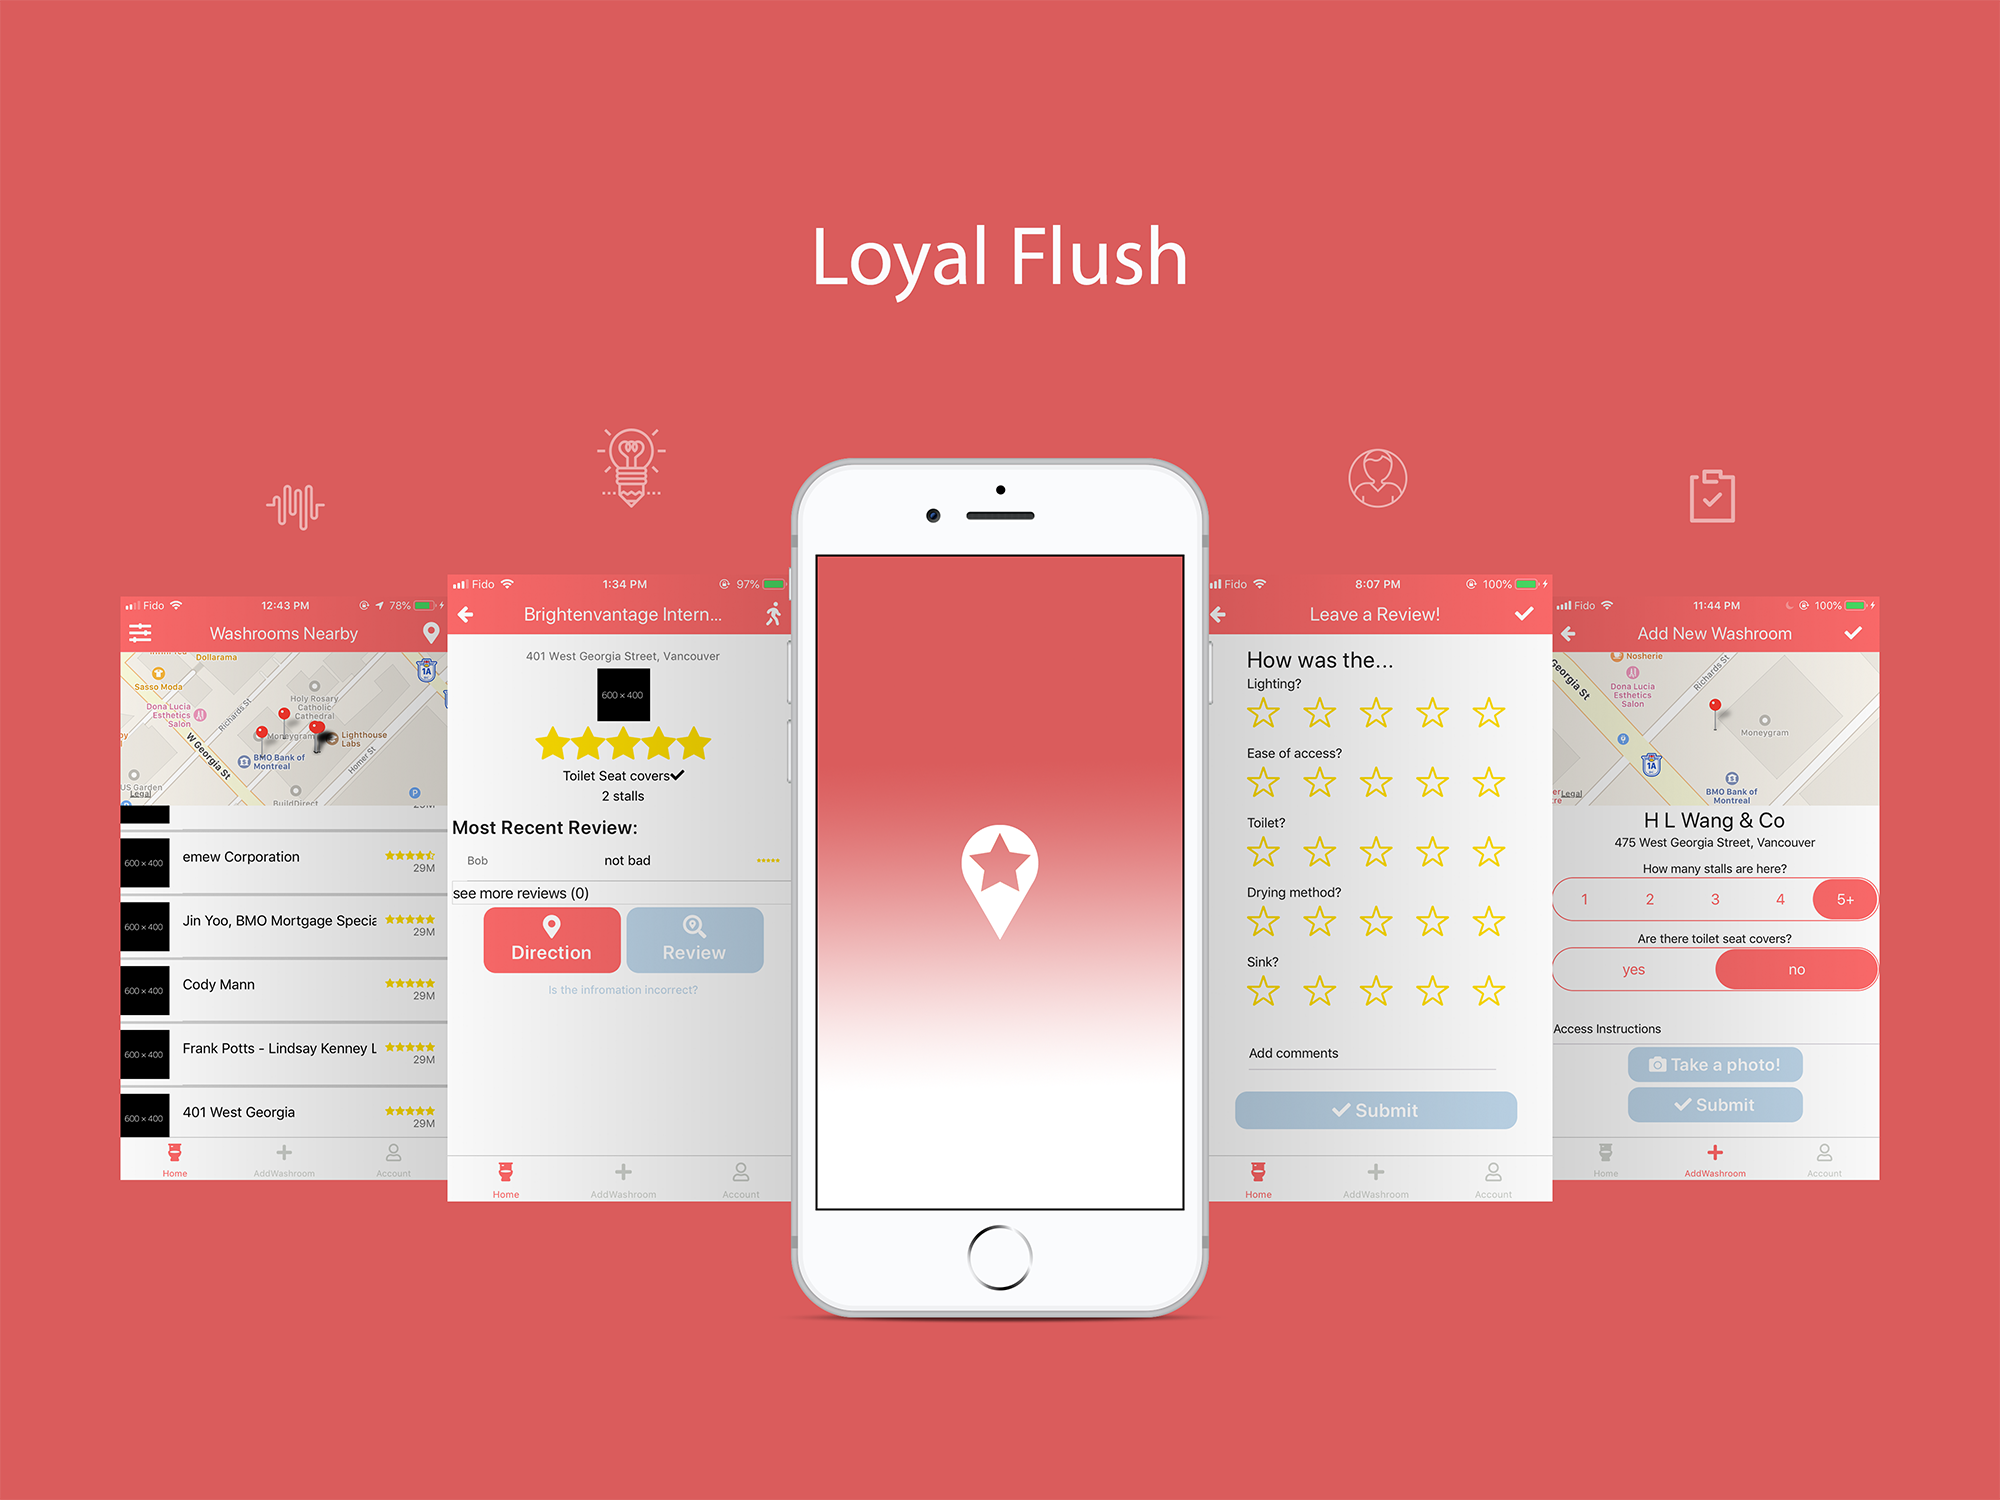 Loyal Flush
Fido 12:43 PM 78%
Washrooms Nearby
Dollarama
Sasso Moda
1A
Holy Rosary
Catholic
Cathedral
Dona Lucia
Esthetics
Salon
Richards St
Moneygram
Lighthouse
Labs
W Georgia St
BMO Bank of
Montreal
Homer St
US Garden
Legal
BuildDirect
P
600 x 400 emew Corporation
29M
600 x 400 Jin Yoo, BMO Mortgage Specia
29M
600 x 400 Cody Mann
29M
600 x 400 Frank Potts - Lindsay Kenney L
29M
600 x 400 401 West Georgia
29M
Home AddWashroom Account
Fido 1:34 PM 97%
Brightenvantage Intern...
401 West Georgia Street, Vancouver
600 x 400
Toilet Seat covers
2 stalls
Most Recent Review:
Bob not bad
see more reviews (0)
Direction Review
Is the infromation incorrect?
Home AddWashroom Account
Fido 8:07 PM 100%
Leave a Review!
How was the...
Lighting?
Ease of access?
Toilet?
Drying method?
Sink?
Add comments
Submit
Home AddWashroom Account
Fido 11:44 PM 100%
Add New Washroom
Nosherie
Georgia St
Dona Lucia
Esthetics
Salon
Richards St
Moneygram
1A
BMO Bank of
Montreal
Legal
H L Wang & Co
475 West Georgia Street, Vancouver
How many stalls are here?
1 2 3 4 5+
Are there toilet seat covers?
yes no
Access Instructions
Take a photo!
Submit
Home AddWashroom Account